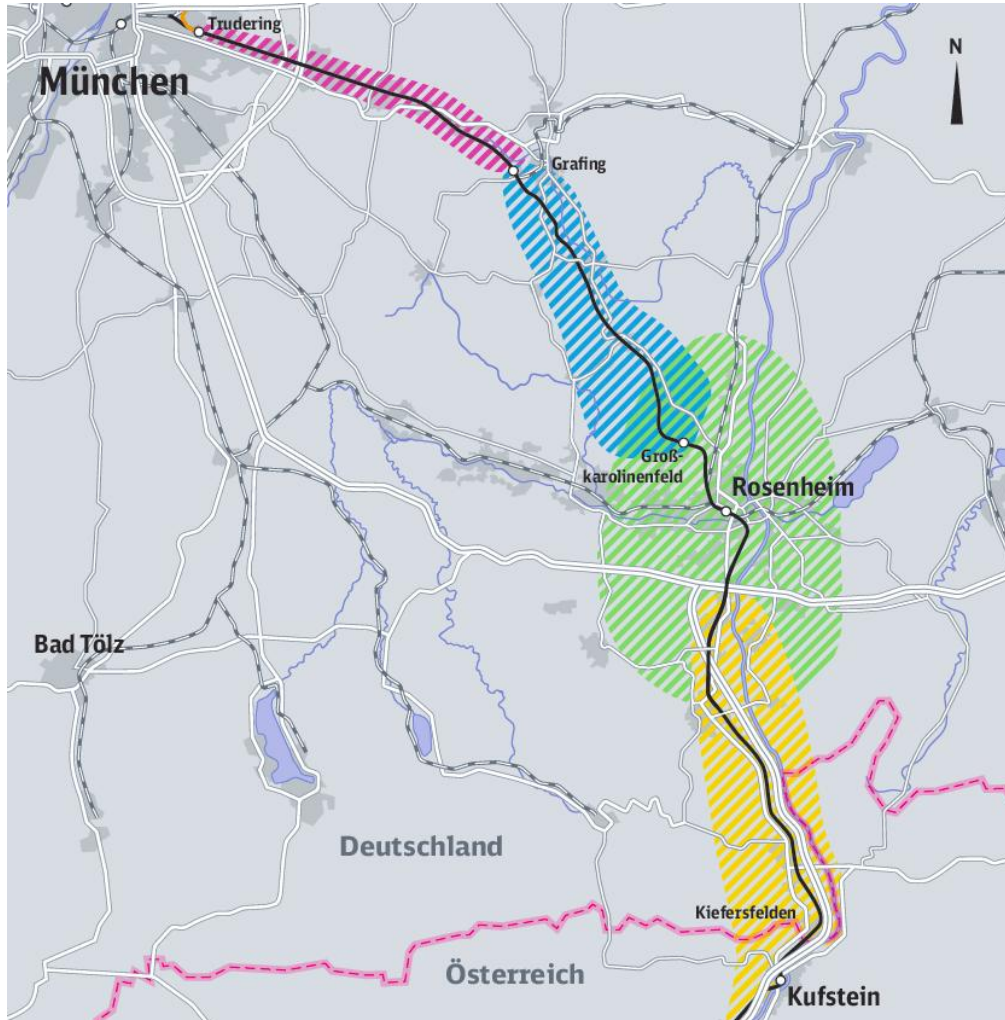 Trudering
München
N
Grafing
Groß-
karolinenfeld
Rosenheim
Bad Tölz
Deutschland
Kiefersfelden
Österreich
Kufstein